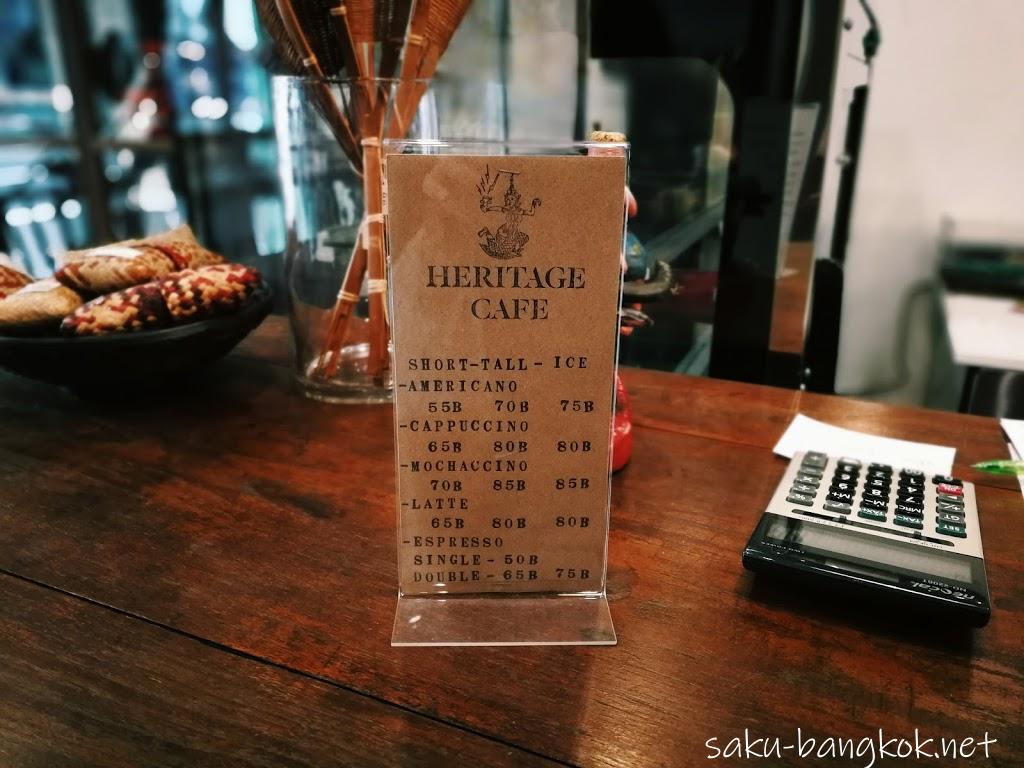 HERITAGE
CAFE
SHORT-TALL- ICE
-AMERICANO
55B 70B 75B
-CAPPUCCINO
65B 80B 80B
-MOCHACCINO
70B 85B 85B
-LATTE
65B 80B 80B
-ESPRESSO
SINGLE-50B
DOUBLE-65B 75B
saku-bangkok.net